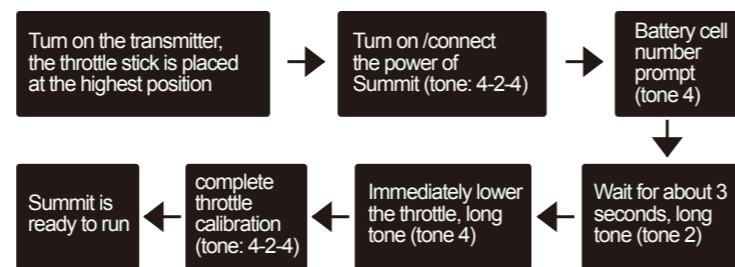 Turn on the transmitter,
the throttle stick is placed
at the highest position
Turn on /connect
the power of
Summit (tone: 4-2-4)
Battery cell
number
prompt
(tone 4)
Wait for about 3
seconds, long
tone (tone 2)
Immediately lower
the throttle, long
tone (tone 4)
complete
throttle
calibration
(tone: 4-2-4)
Summit is
ready to run